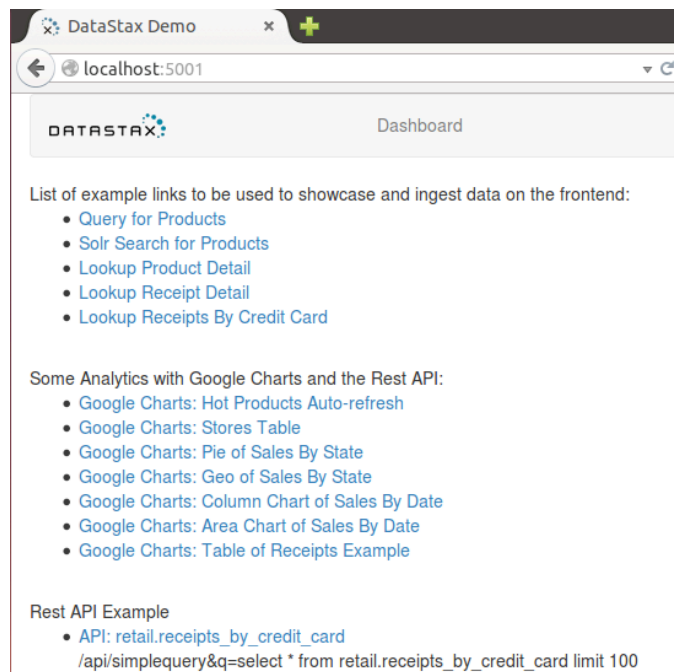 DataStax Demo
localhost:5001
DATASTAX
Dashboard
List of example links to be used to showcase and ingest data on the frontend:
Query for Products
Solr Search for Products
Lookup Product Detail
Lookup Receipt Detail
Lookup Receipts By Credit Card
Some Analytics with Google Charts and the Rest API:
Google Charts: Hot Products Auto-refresh
Google Charts: Stores Table
Google Charts: Pie of Sales By State
Google Charts: Geo of Sales By State
Google Charts: Column Chart of Sales By Date
Google Charts: Area Chart of Sales By Date
Google Charts: Table of Receipts Example
Rest API Example
API: retail.receipts_by_credit_card
/api/simplequery&q=select * from retail.receipts_by_credit_card limit 100